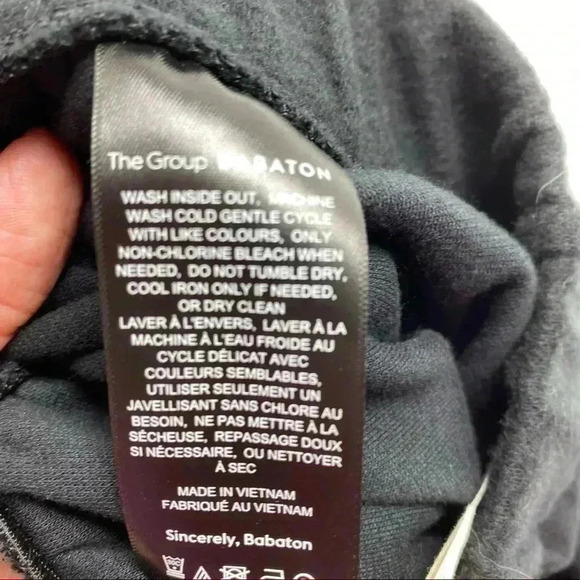 The Group BABATON
WASH INSIDE OUT, MACHINE
WASH COLD GENTLE CYCLE
WITH LIKE COLOURS, ONLY
NON-CHLORINE BLEACH WHEN
NEEDED, DO NOT TUMBLE DRY,
COOL IRON ONLY IF NEEDED,
OR DRY CLEAN
LAVER À L'ENVERS, LAVER À LA
MACHINE À L'EAU FROIDE AU
CYCLE DÉLICAT AVEC
COULEURS SEMBLABLES,
UTILISER SEULEMENT UN
JAVELLISANT SANS CHLORE AU
BESOIN, NE PAS METTRE À LA
SÉCHEUSE, REPASSAGE DOUX
SI NÉCESSAIRE, OU NETTOYER
À SEC
MADE IN VIETNAM
FABRIQUÉ AU VIETNAM
Sincerely, Babaton